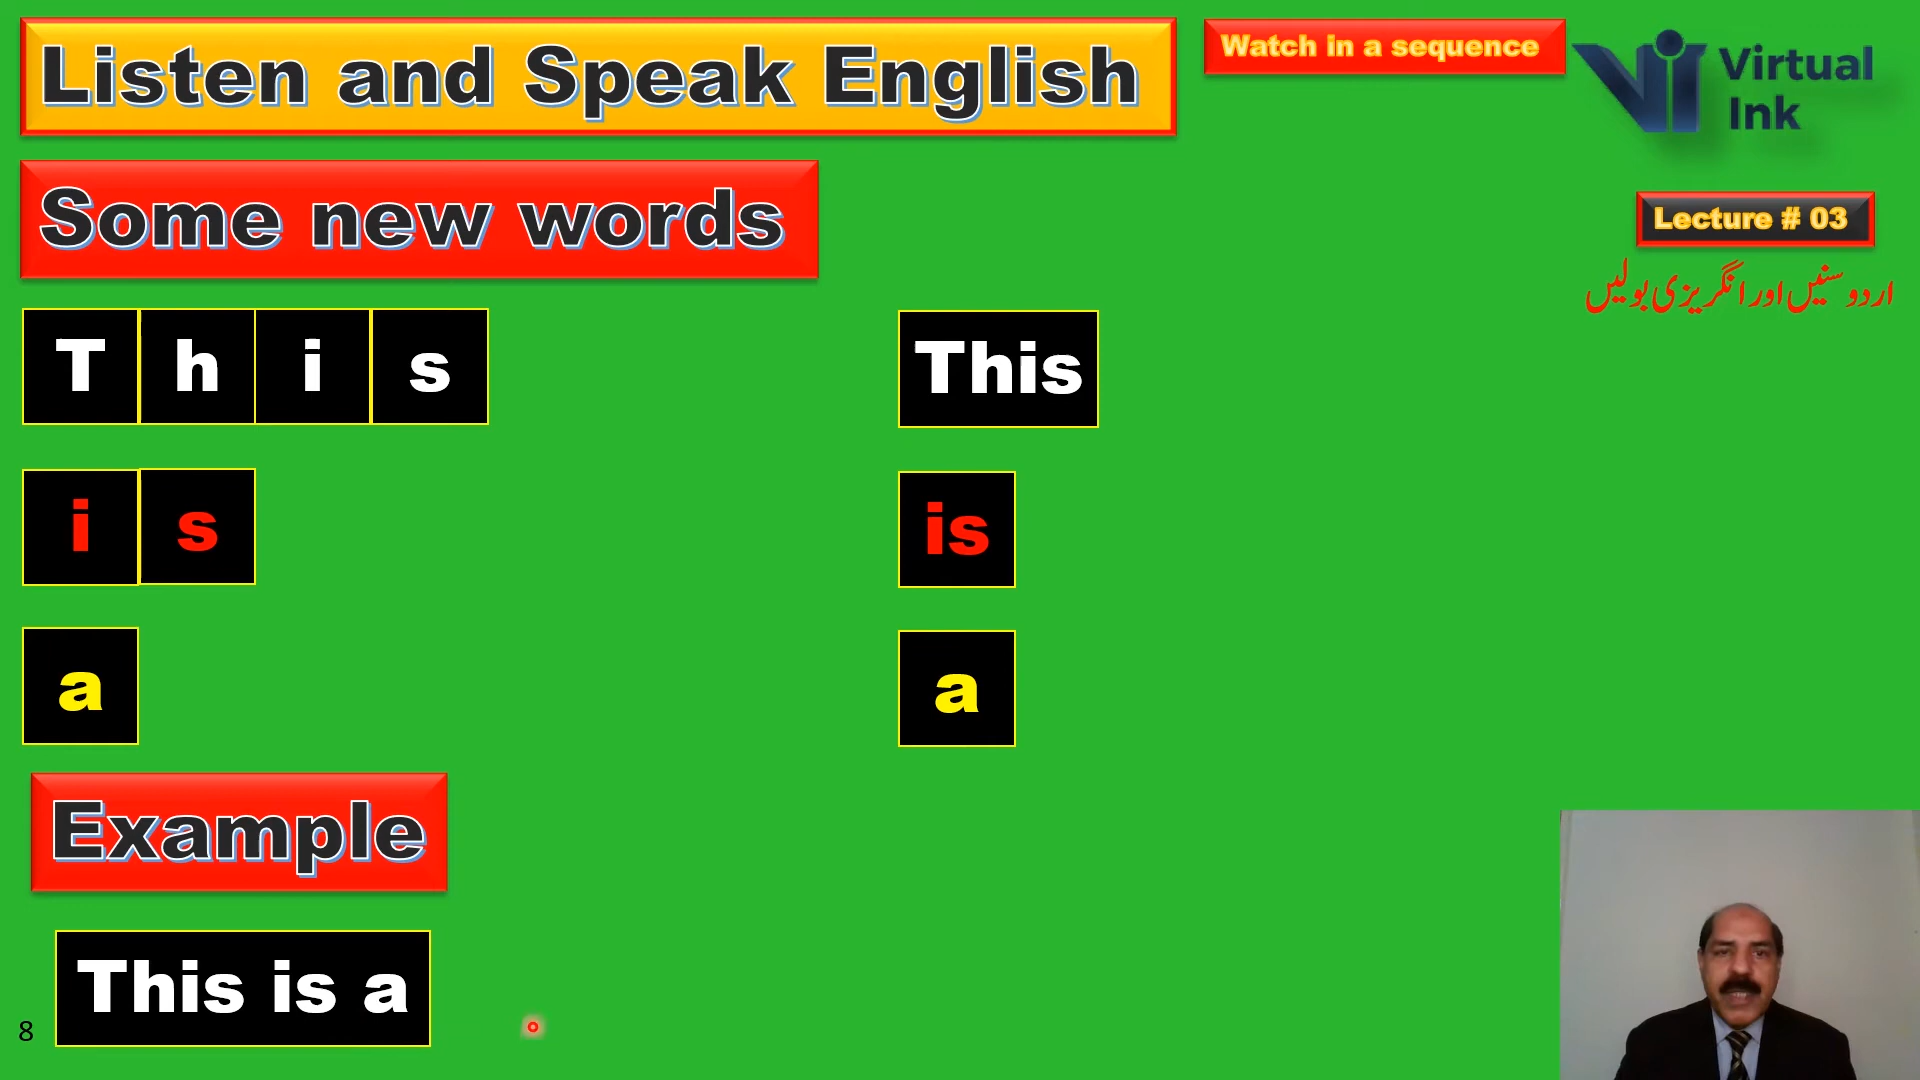 Listen and Speak English
Watch in a sequence
Virtual
Ink
Some new words
Lecture # 03
اردو سنیں اور انگریزی بولیں
T h i s
This
i s
is
a
a
Example
This is a
8